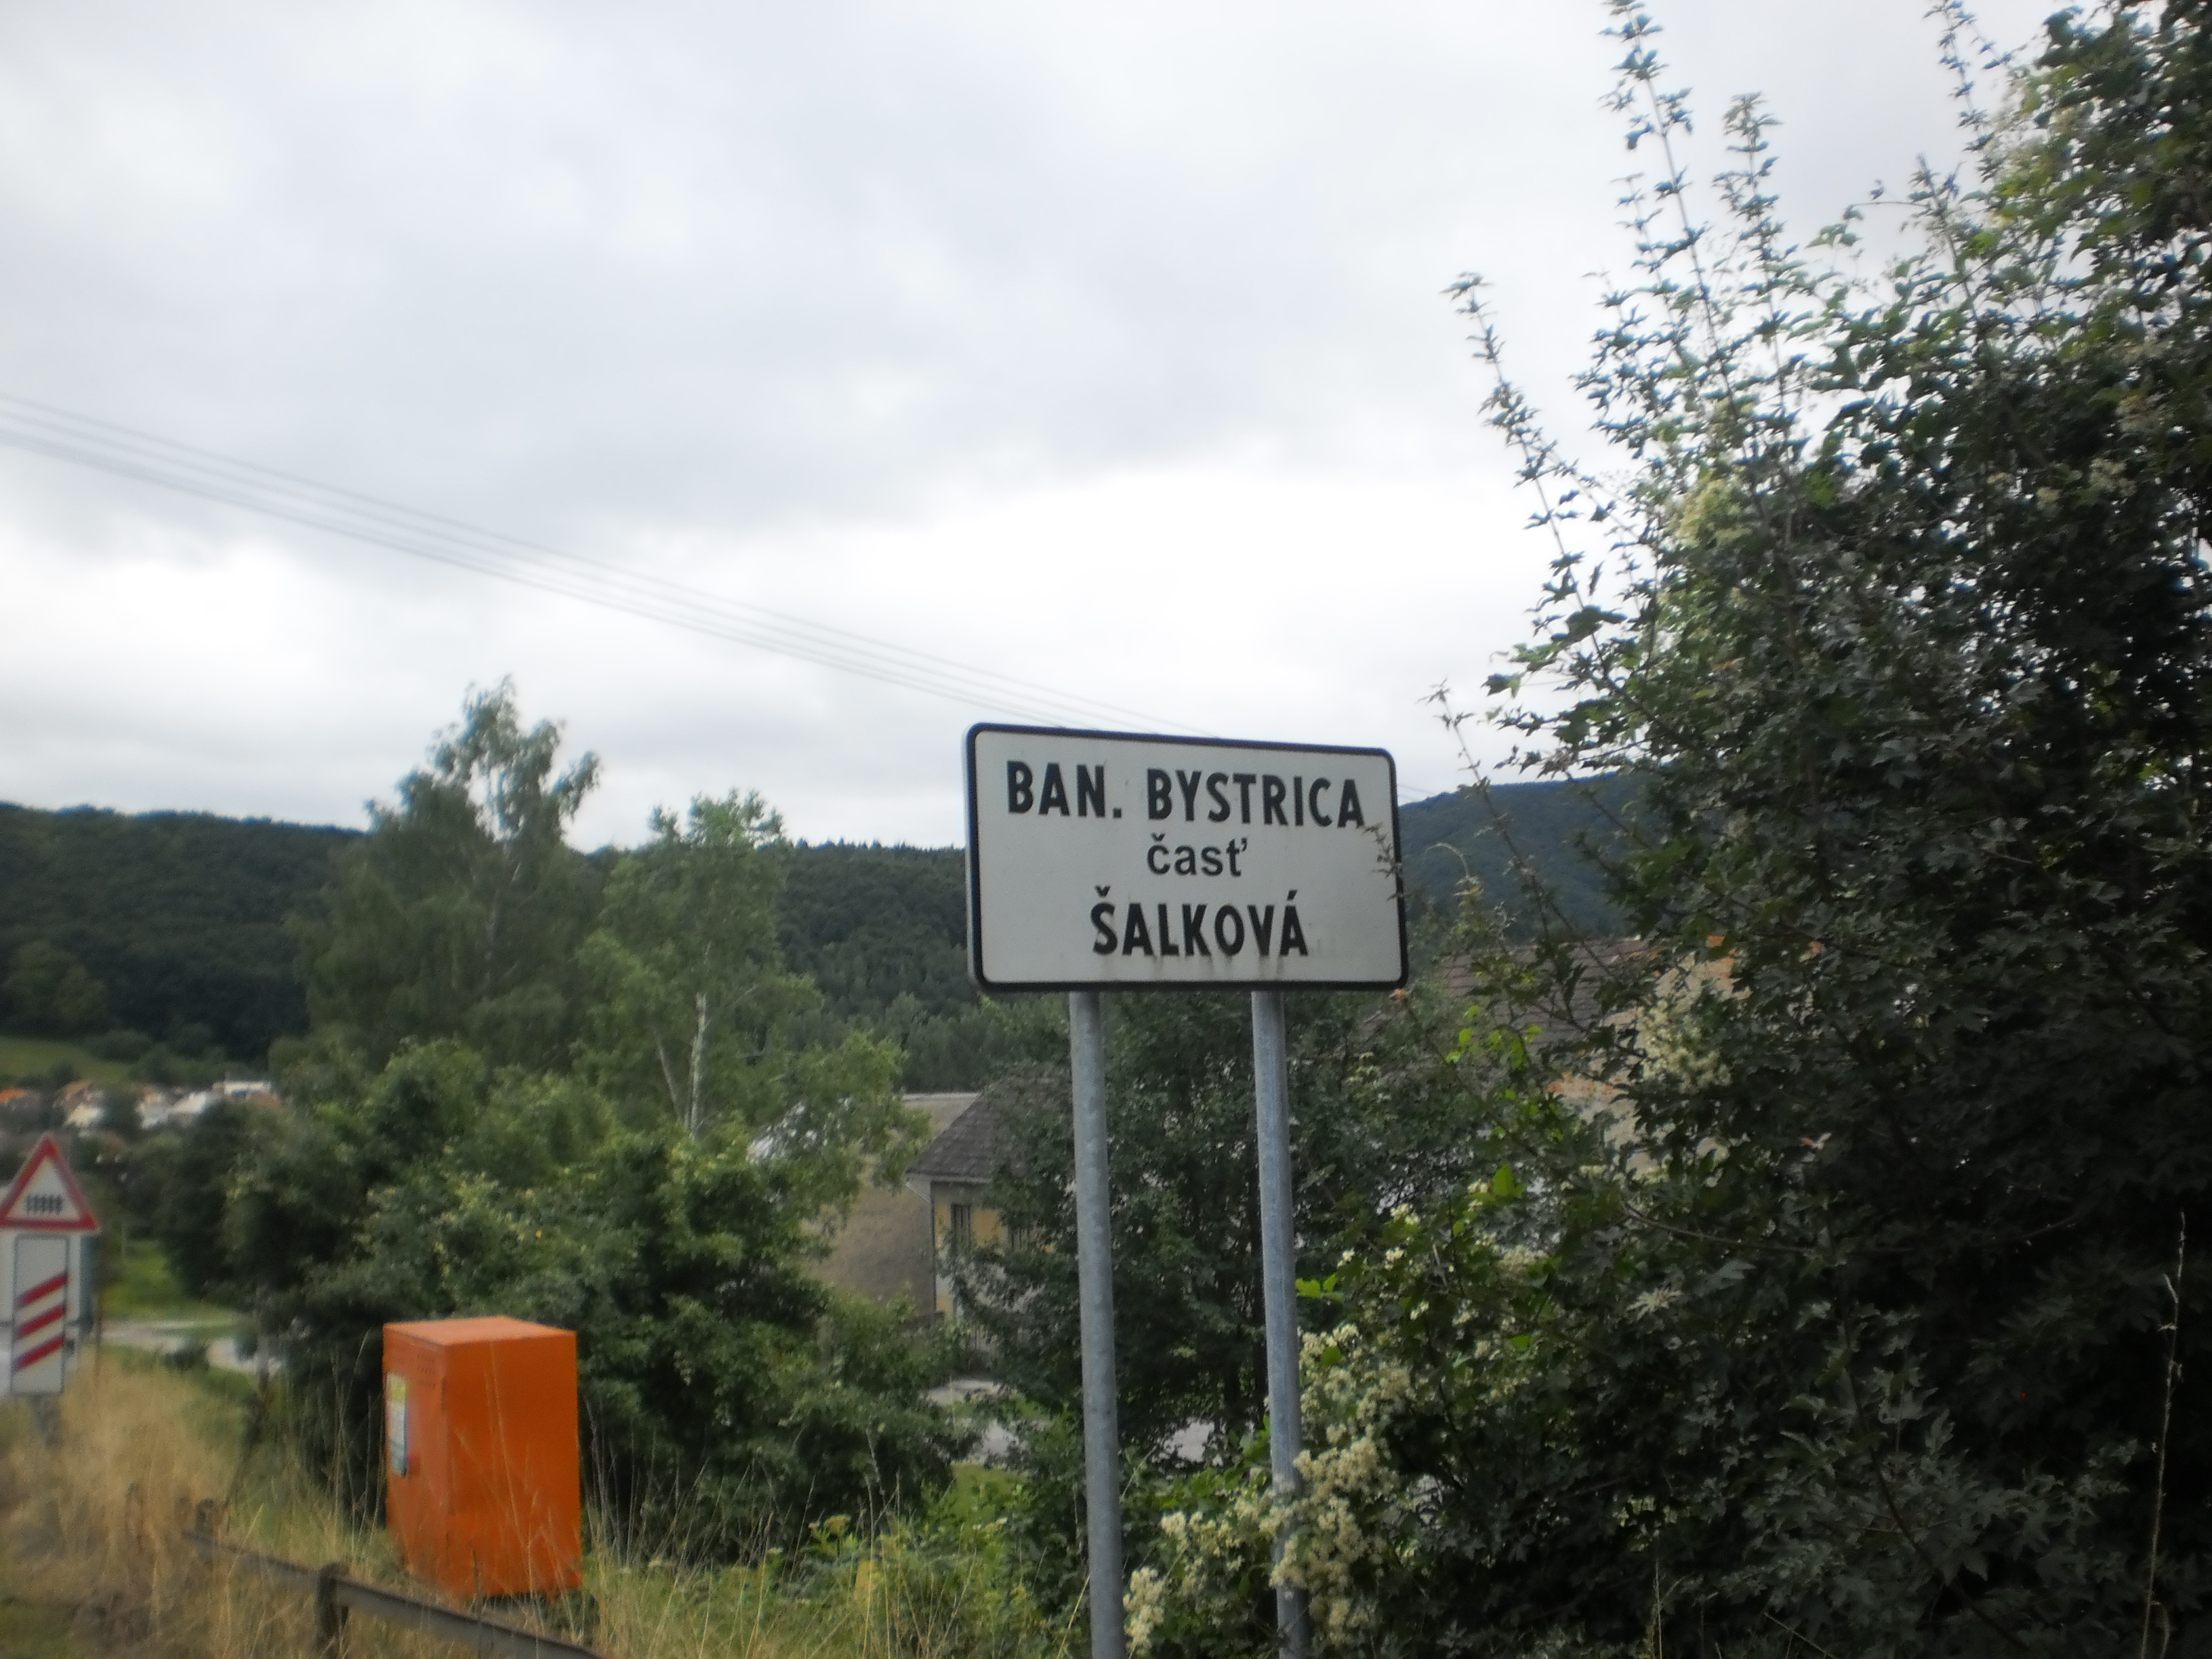 BAN. BYSTRICA
časť
ŠALKOVÁ